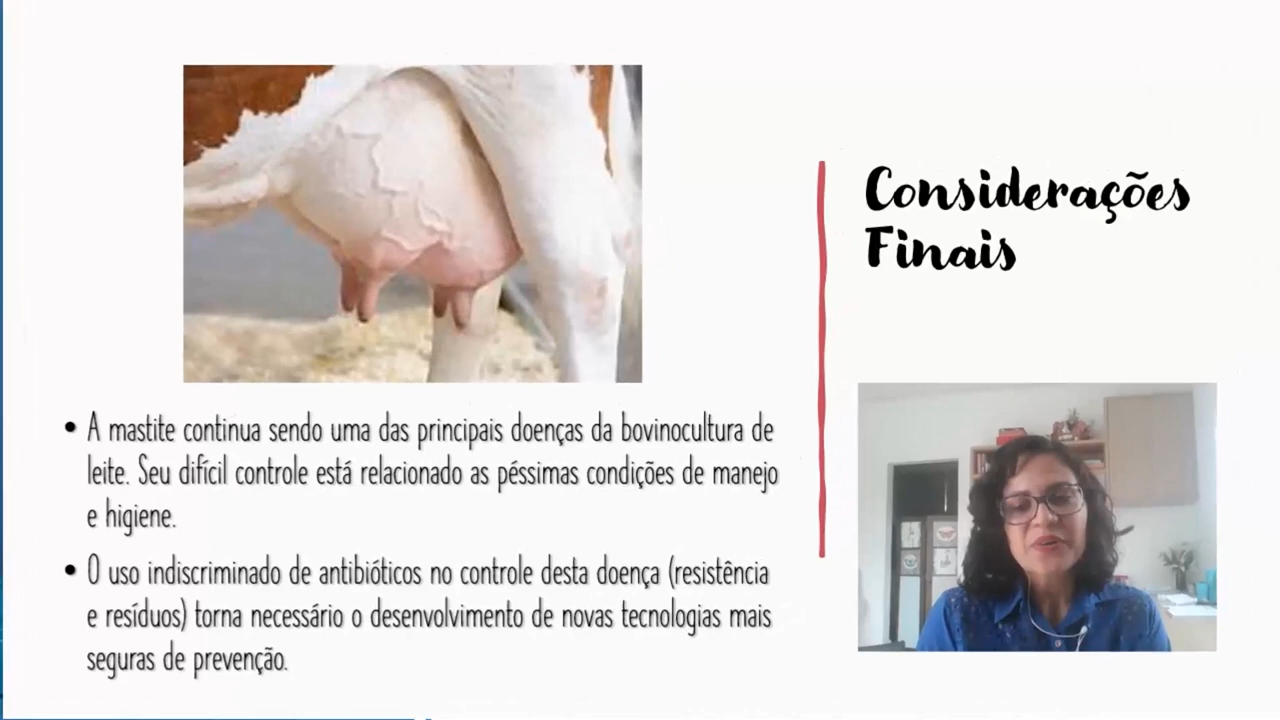 Considerações
Finais
• A mastite continua sendo uma das principais doenças da bovinocultura de
leite. Seu difícil controle está relacionado as péssimas condições de manejo
e higiene.
• O uso indiscriminado de antibióticos no controle desta doença (resistência
e resíduos) torna necessário o desenvolvimento de novas tecnologias mais
seguras de prevenção.